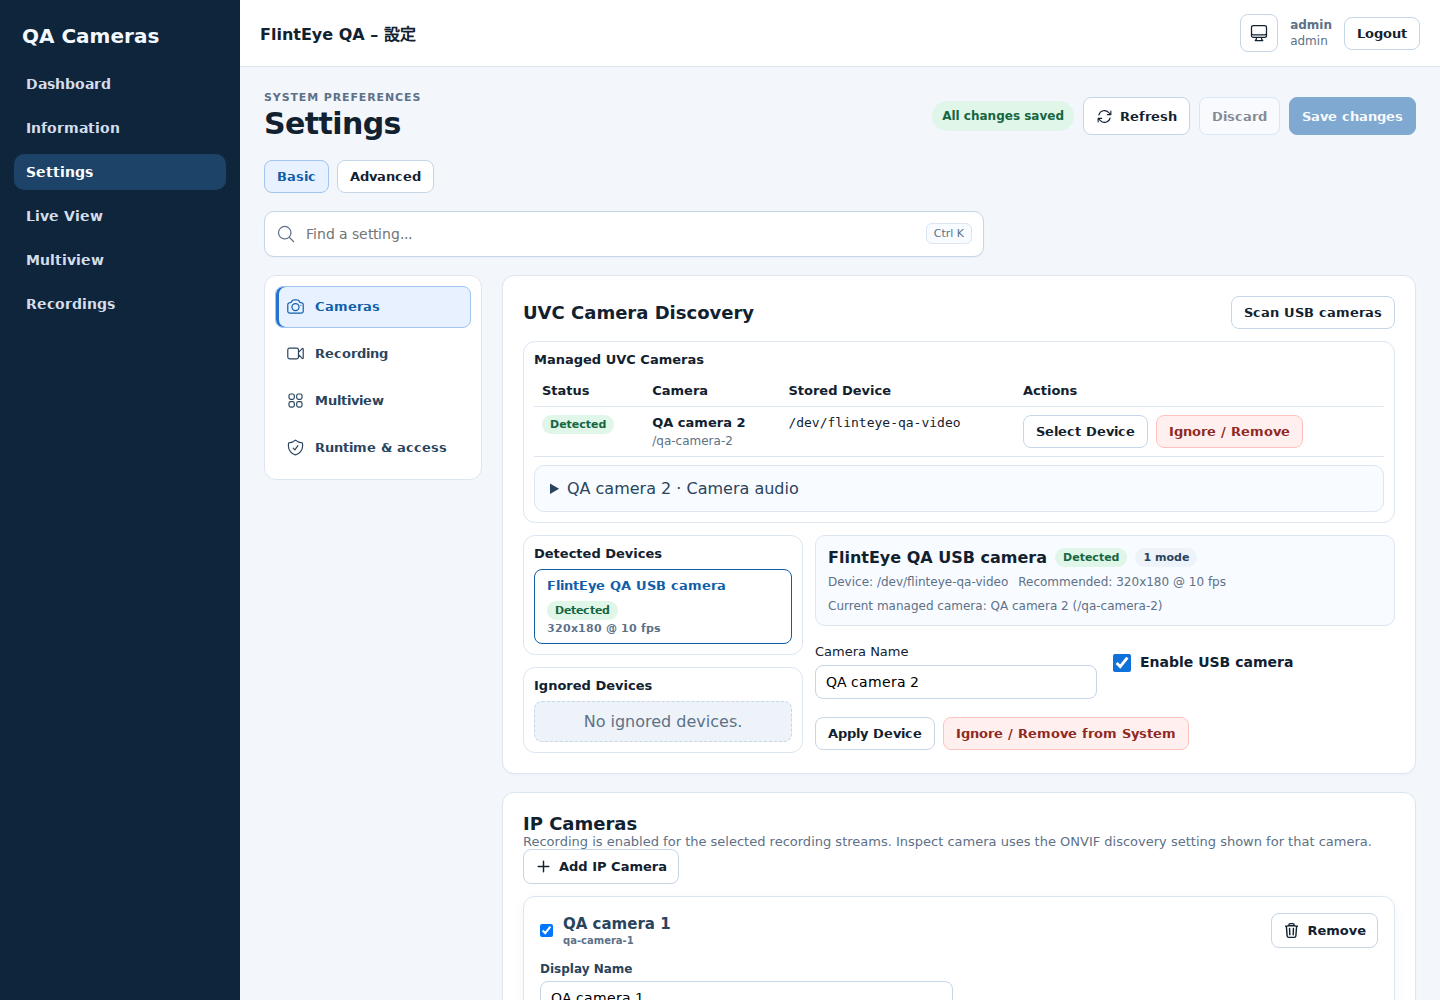 QA Cameras
Dashboard
Information
Settings
Live View
Multiview
Recordings
FlintEye QA – 設定
admin
admin
Logout
SYSTEM PREFERENCES
Settings
All changes saved
Refresh
Discard
Save changes
Basic
Advanced
Find a setting...
Ctrl K
Cameras
Recording
Multiview
Runtime & access
UVC Camera Discovery
Scan USB cameras
Managed UVC Cameras
Status Camera Stored Device Actions
Detected QA camera 2 /dev/flinteye-qa-video Select Device Ignore / Remove
/qa-camera-2
QA camera 2 · Camera audio
Detected Devices
FlintEye QA USB camera
Detected
320x180 @ 10 fps
Ignored Devices
No ignored devices.
FlintEye QA USB camera Detected 1 mode
Device: /dev/flinteye-qa-video Recommended: 320x180 @ 10 fps
Current managed camera: QA camera 2 (/qa-camera-2)
Camera Name
QA camera 2
Enable USB camera
Apply Device
Ignore / Remove from System
IP Cameras
Recording is enabled for the selected recording streams. Inspect camera uses the ONVIF discovery setting shown for that camera.
Add IP Camera
QA camera 1
qa-camera-1
Remove
Display Name
QA camera 1